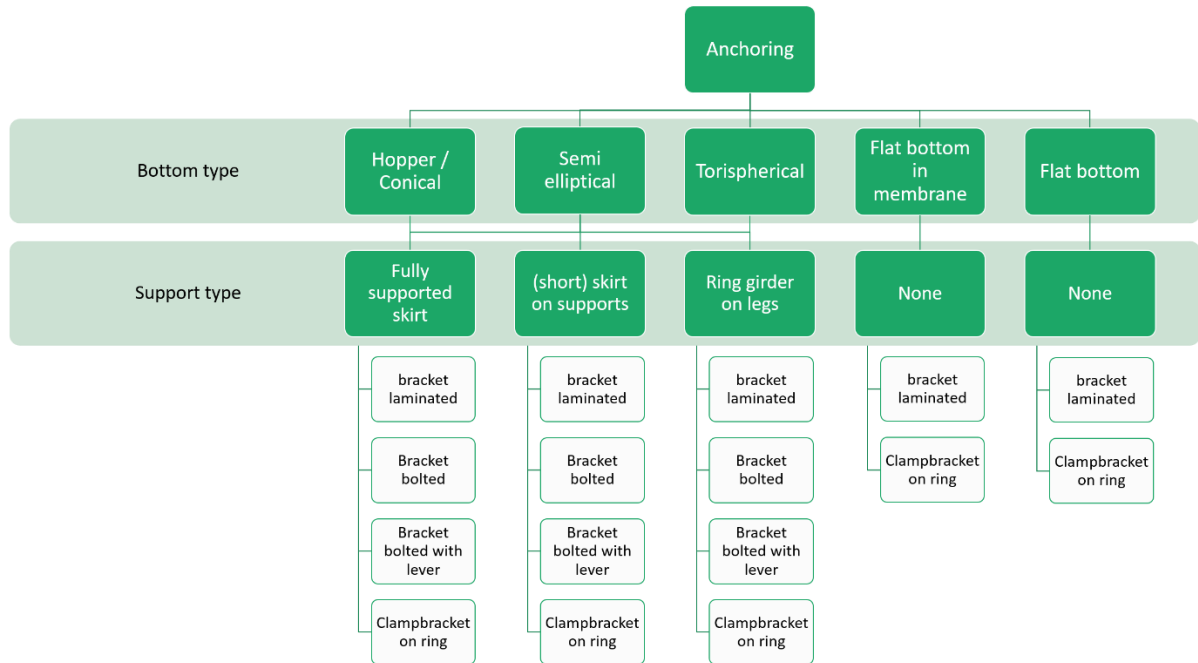 Anchoring
Bottom type
Hopper /
Conical
Semi
elliptical
Torispherical
Flat bottom
in
membrane
Flat bottom
Support type
Fully
supported
skirt
(short) skirt
on supports
Ring girder
on legs
None
None
bracket
laminated
Bracket
bolted
Bracket
bolted with
lever
Clampbracket
on ring
bracket
laminated
Bracket
bolted
Bracket
bolted with
lever
Clampbracket
on ring
bracket
laminated
Bracket
bolted
Bracket
bolted with
lever
Clampbracket
on ring
bracket
laminated
Clampbracket
on ring
bracket
laminated
Clampbracket
on ring